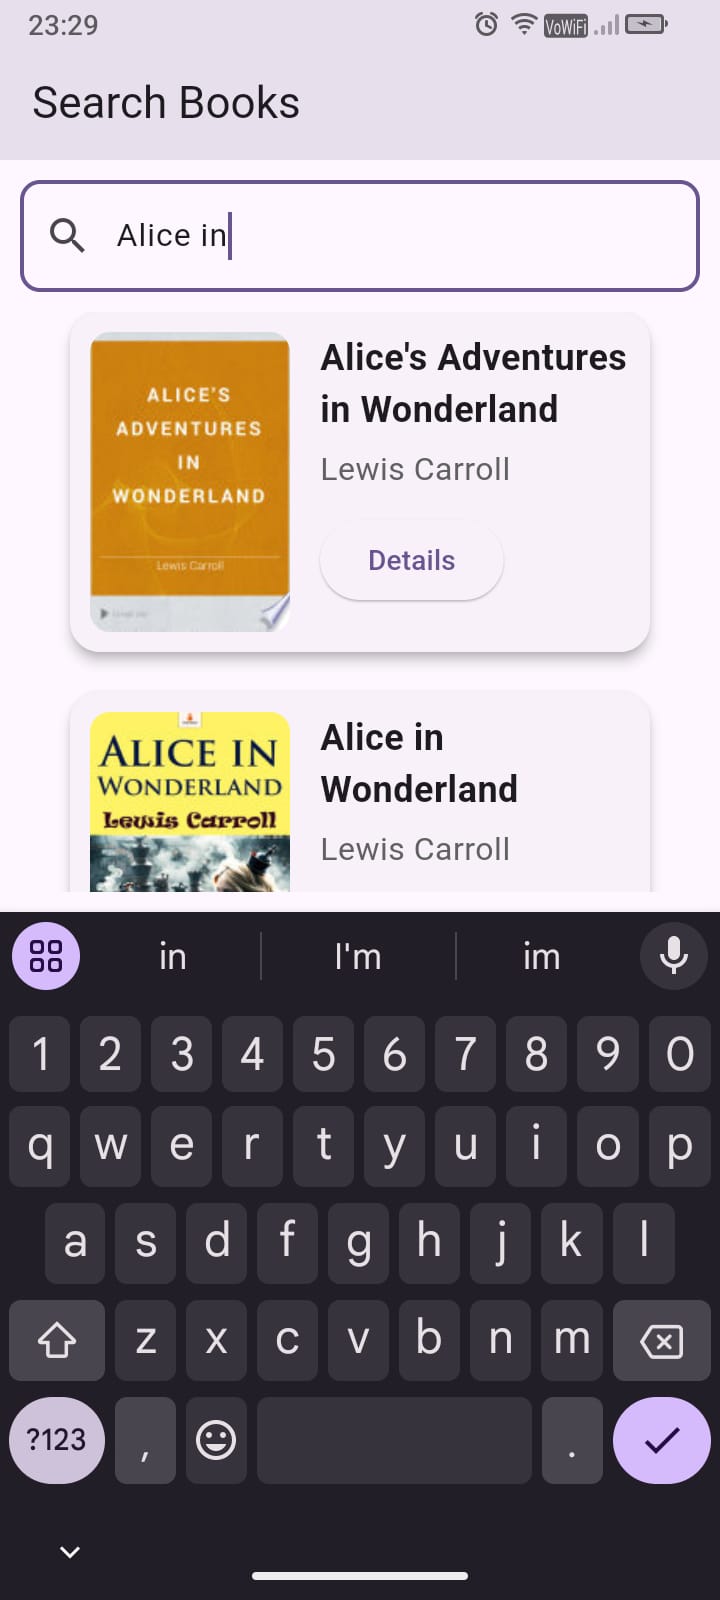 23:29
VoWiFi
Search Books
Alice in
ALICE'S
ADVENTURES
IN
WONDERLAND
Lewis Carroll
Alice's Adventures
in Wonderland
Lewis Carroll
Details
ALICE IN
WONDERLAND
Lewis Carroll
Alice in
Wonderland
Lewis Carroll
in I'm im
1 2 3 4 5 6 7 8 9 0
q w e r t y u i o p
a s d f g h j k l
z x c v b n m
?123 , .